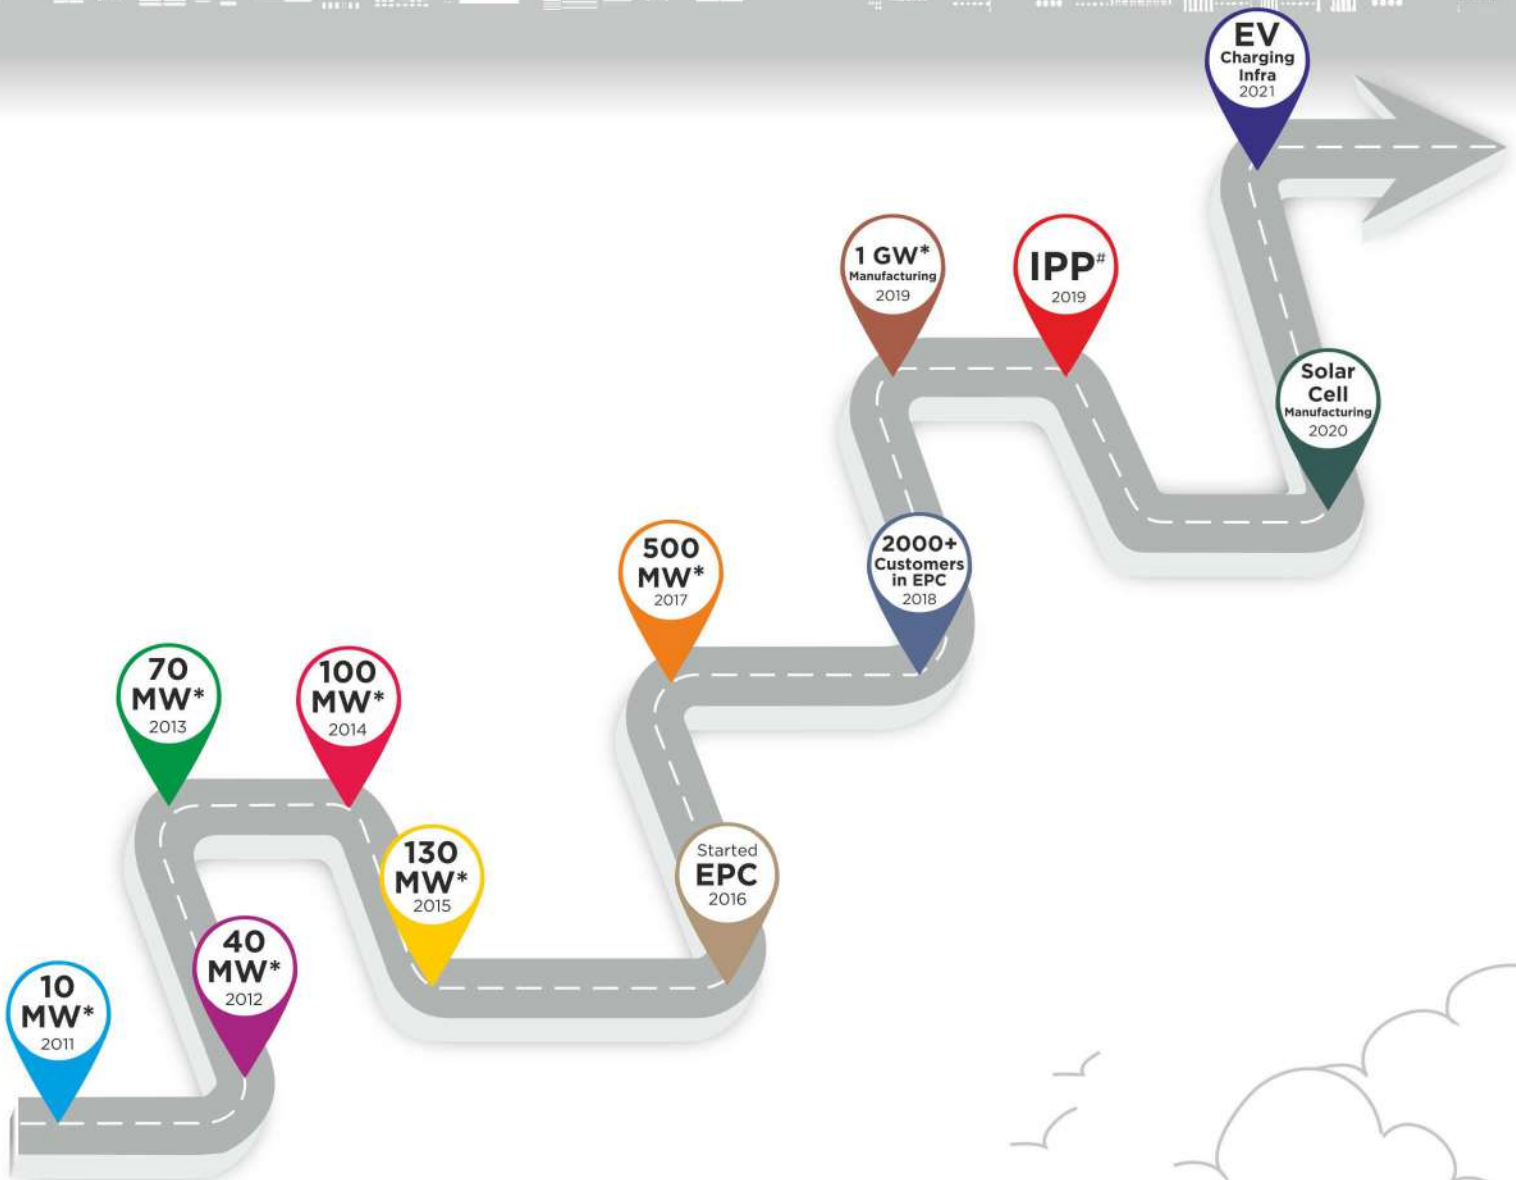 10
MW*
2011
40
MW*
2012
70
MW*
2013
100
MW*
2014
130
MW*
2015
Started
EPC
2016
500
MW*
2017
2000+
Customers
in EPC
2018
1 GW*
Manufacturing
2019
IPP#
2019
Solar
Cell
Manufacturing
2020
EV
Charging
Infra
2021